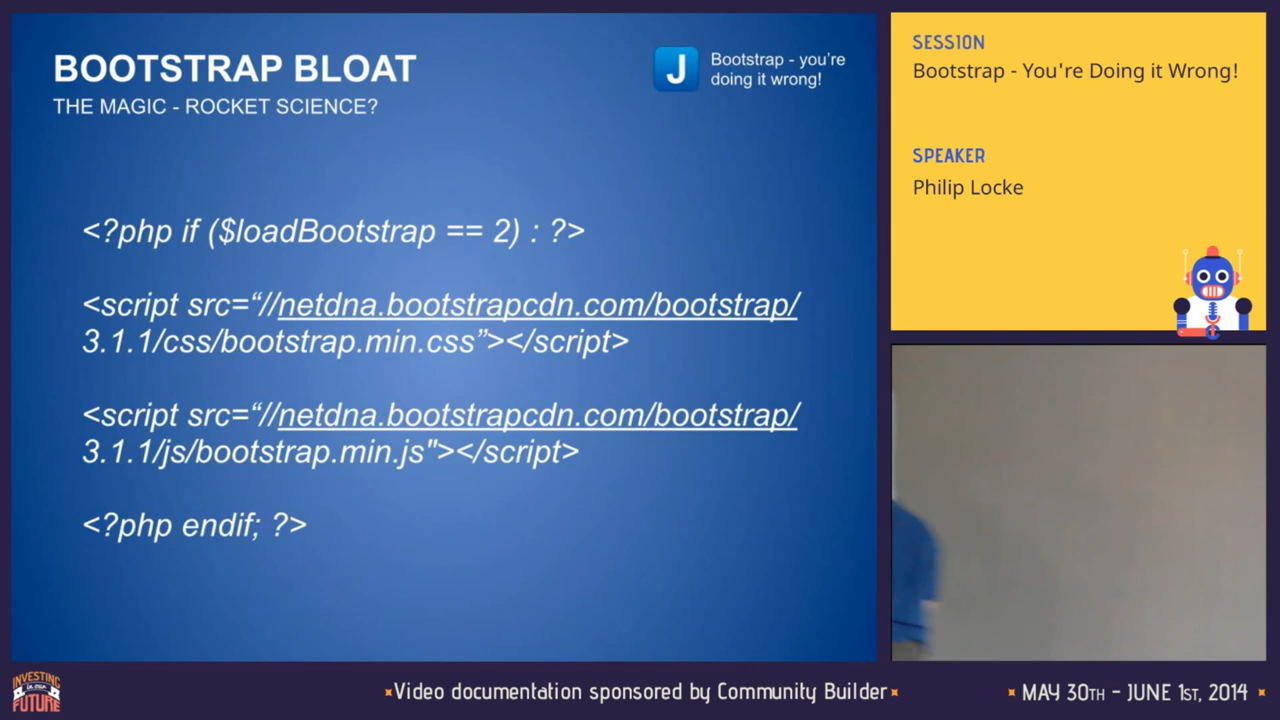 BOOTSTRAP BLOAT
THE MAGIC - ROCKET SCIENCE?
J
Bootstrap - you're
doing it wrong!
<?php if ($loadBootstrap == 2) : ?>
<script src=“//netdna.bootstrapcdn.com/bootstrap/
3.1.1/css/bootstrap.min.css”></script>
<script src=“//netdna.bootstrapcdn.com/bootstrap/
3.1.1/js/bootstrap.min.js"></script>
<?php endif; ?>
SESSION
Bootstrap - You're Doing it Wrong!
SPEAKER
Philip Locke
INVESTING
in our
FUTURE
Video documentation sponsored by Community Builder
MAY 30TH - JUNE 1ST, 2014